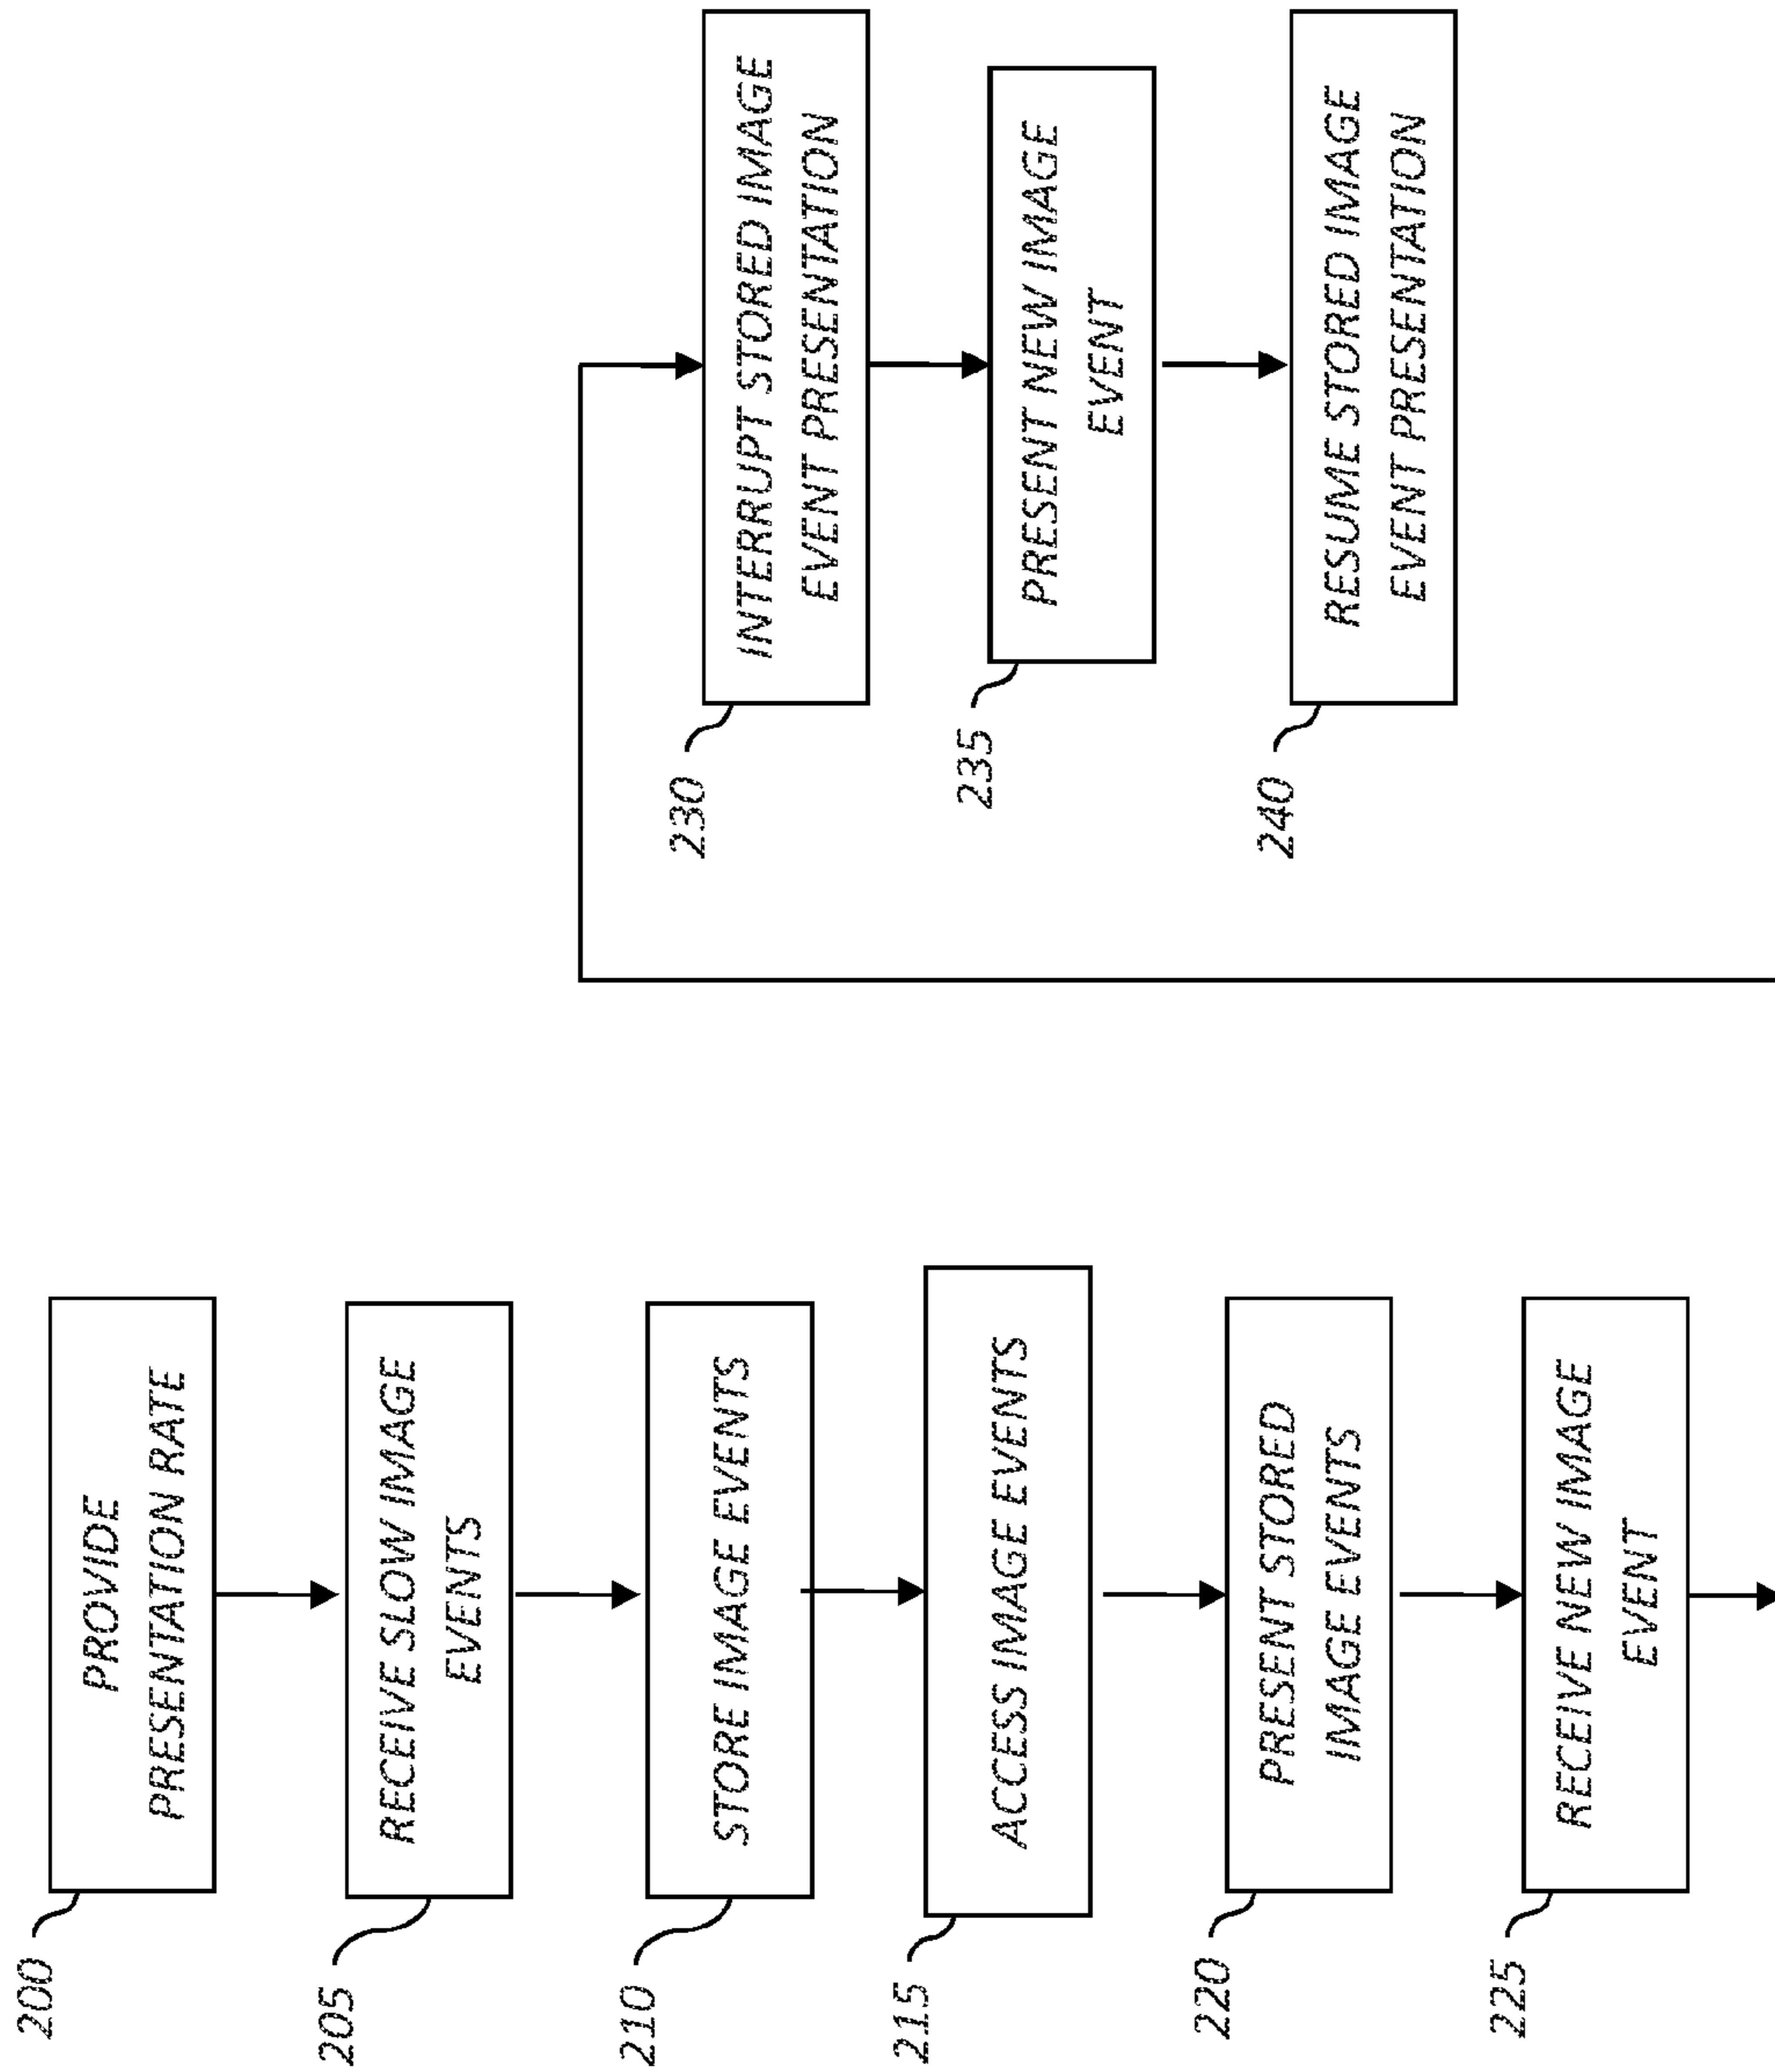 200
PROVIDE
PRESENTATION RATE
205
RECEIVE SLOW IMAGE
EVENTS
210
STORE IMAGE EVENTS
215
ACCESS IMAGE EVENTS
220
PRESENT STORED
IMAGE EVENTS
225
RECEIVE NEW IMAGE
EVENT
230
INTERRUPT STORED IMAGE
EVENT PRESENTATION
235
PRESENT NEW IMAGE
EVENT
240
RESUME STORED IMAGE
EVENT PRESENTATION